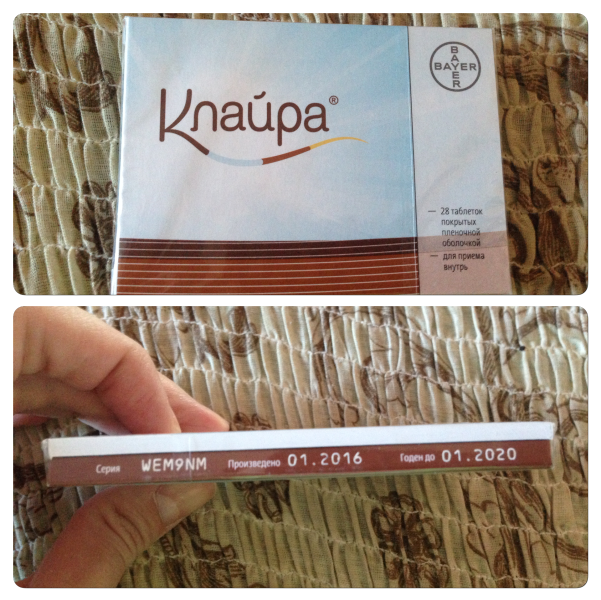 Клайра®
BAYER
BAYER
— 28 таблеток
покрытых
пленочной
оболочкой
— для приема
внутрь
Серия WEM9NM Произведено 01.2016 Годен до 01.2020